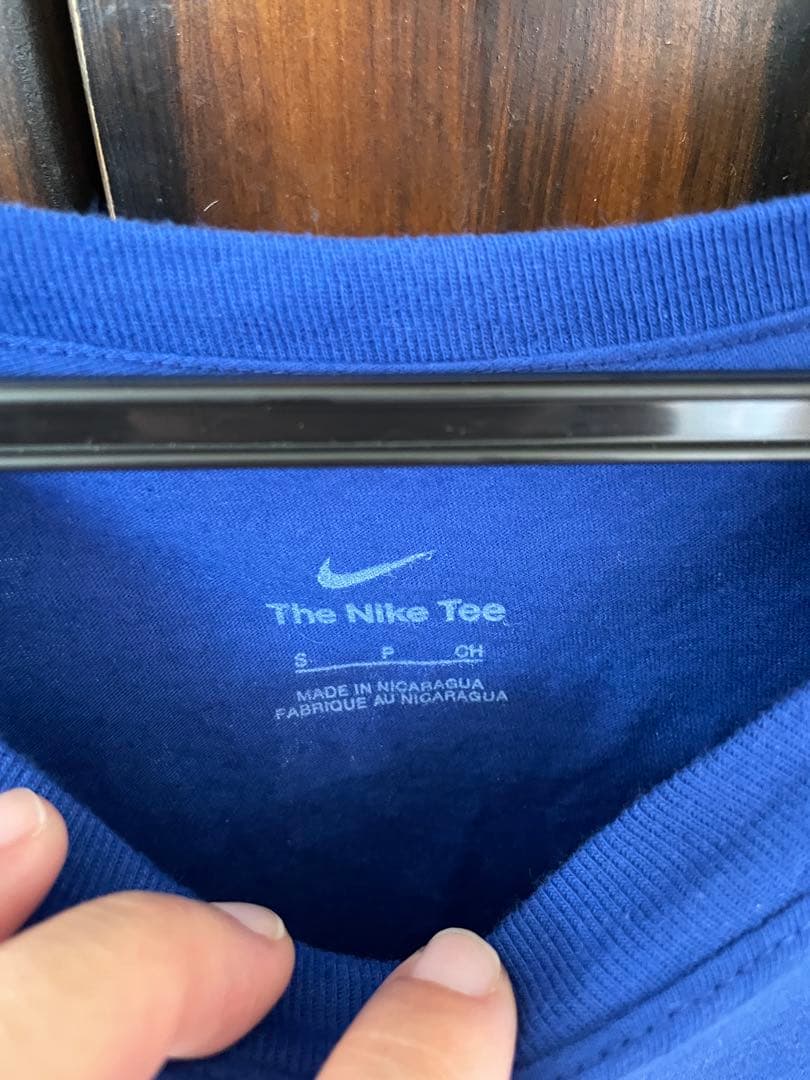 The Nike Tee
S P CH
MADE IN NICARAGUA
FABRIQUE AU NICARAGUA